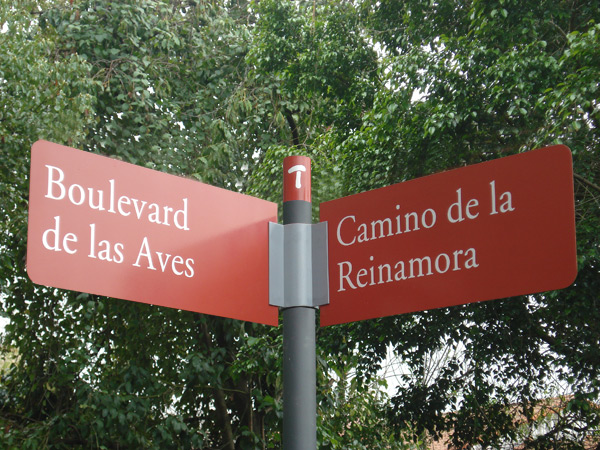 Boulevard
de las Aves
Camino de la
Reinamora